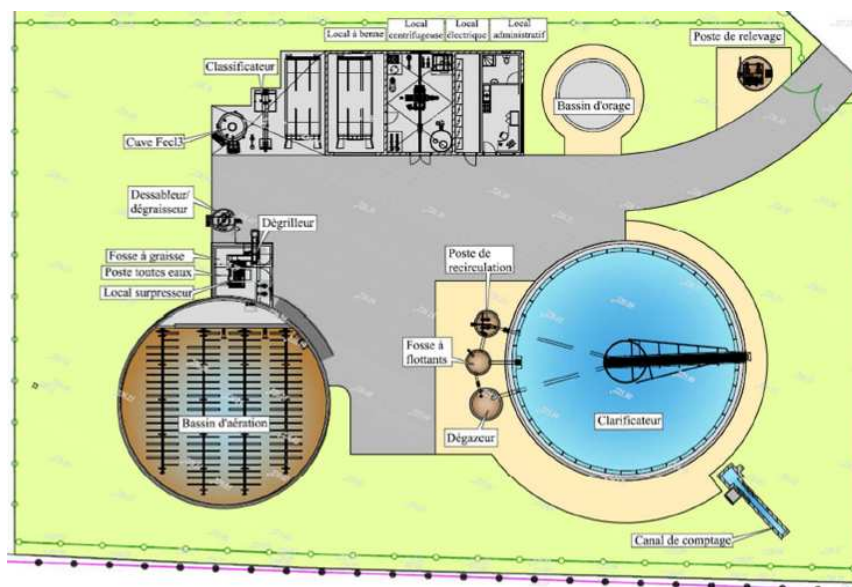 Local à benne
Local
centrifugeuse
Local
électrique
Local
administratif
Poste de relevage
Classificateur
Bassin d'orage
Cuve Fecl3
Dessableur/
dégraisseur
Dégrilleur
Fosse à graisse
Poste toutes eaux
Local surpresseur
Poste de
recirculation
Fosse à
flottants
Bassin d'aération
Clarificateur
Dégazeur
Canal de comptage